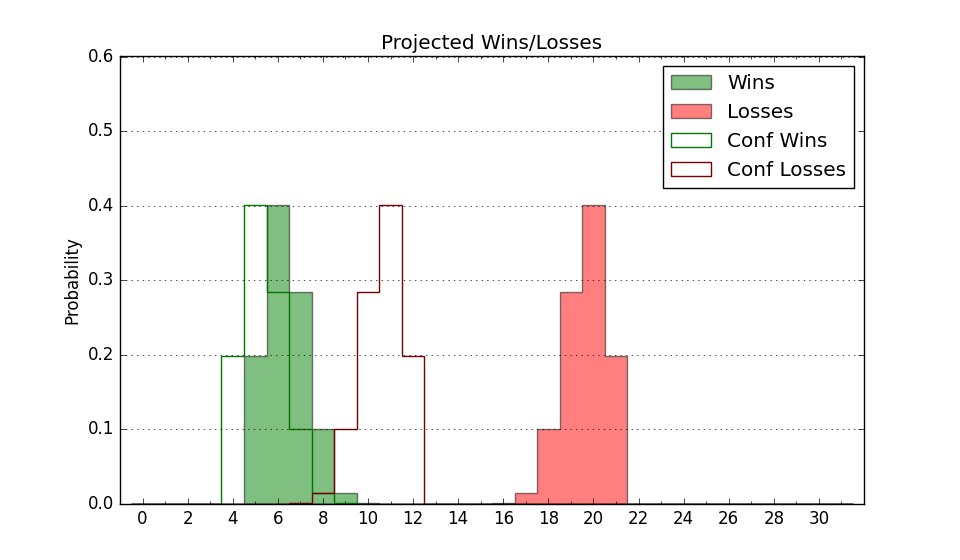 Projected Wins/Losses
0.6
0.5
0.4
0.3
0.2
0.1
0.0
Probability
Wins
Losses
Conf Wins
Conf Losses
0 2 4 6 8 10 12 14 16 18 20 22 24 26 28 30